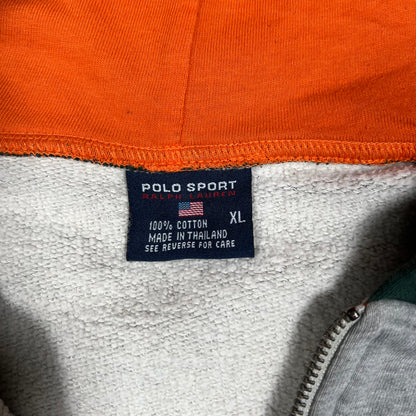 POLO SPORT
RALPH LAUREN
XL
100% COTTON
MADE IN THAILAND
SEE REVERSE FOR CARE